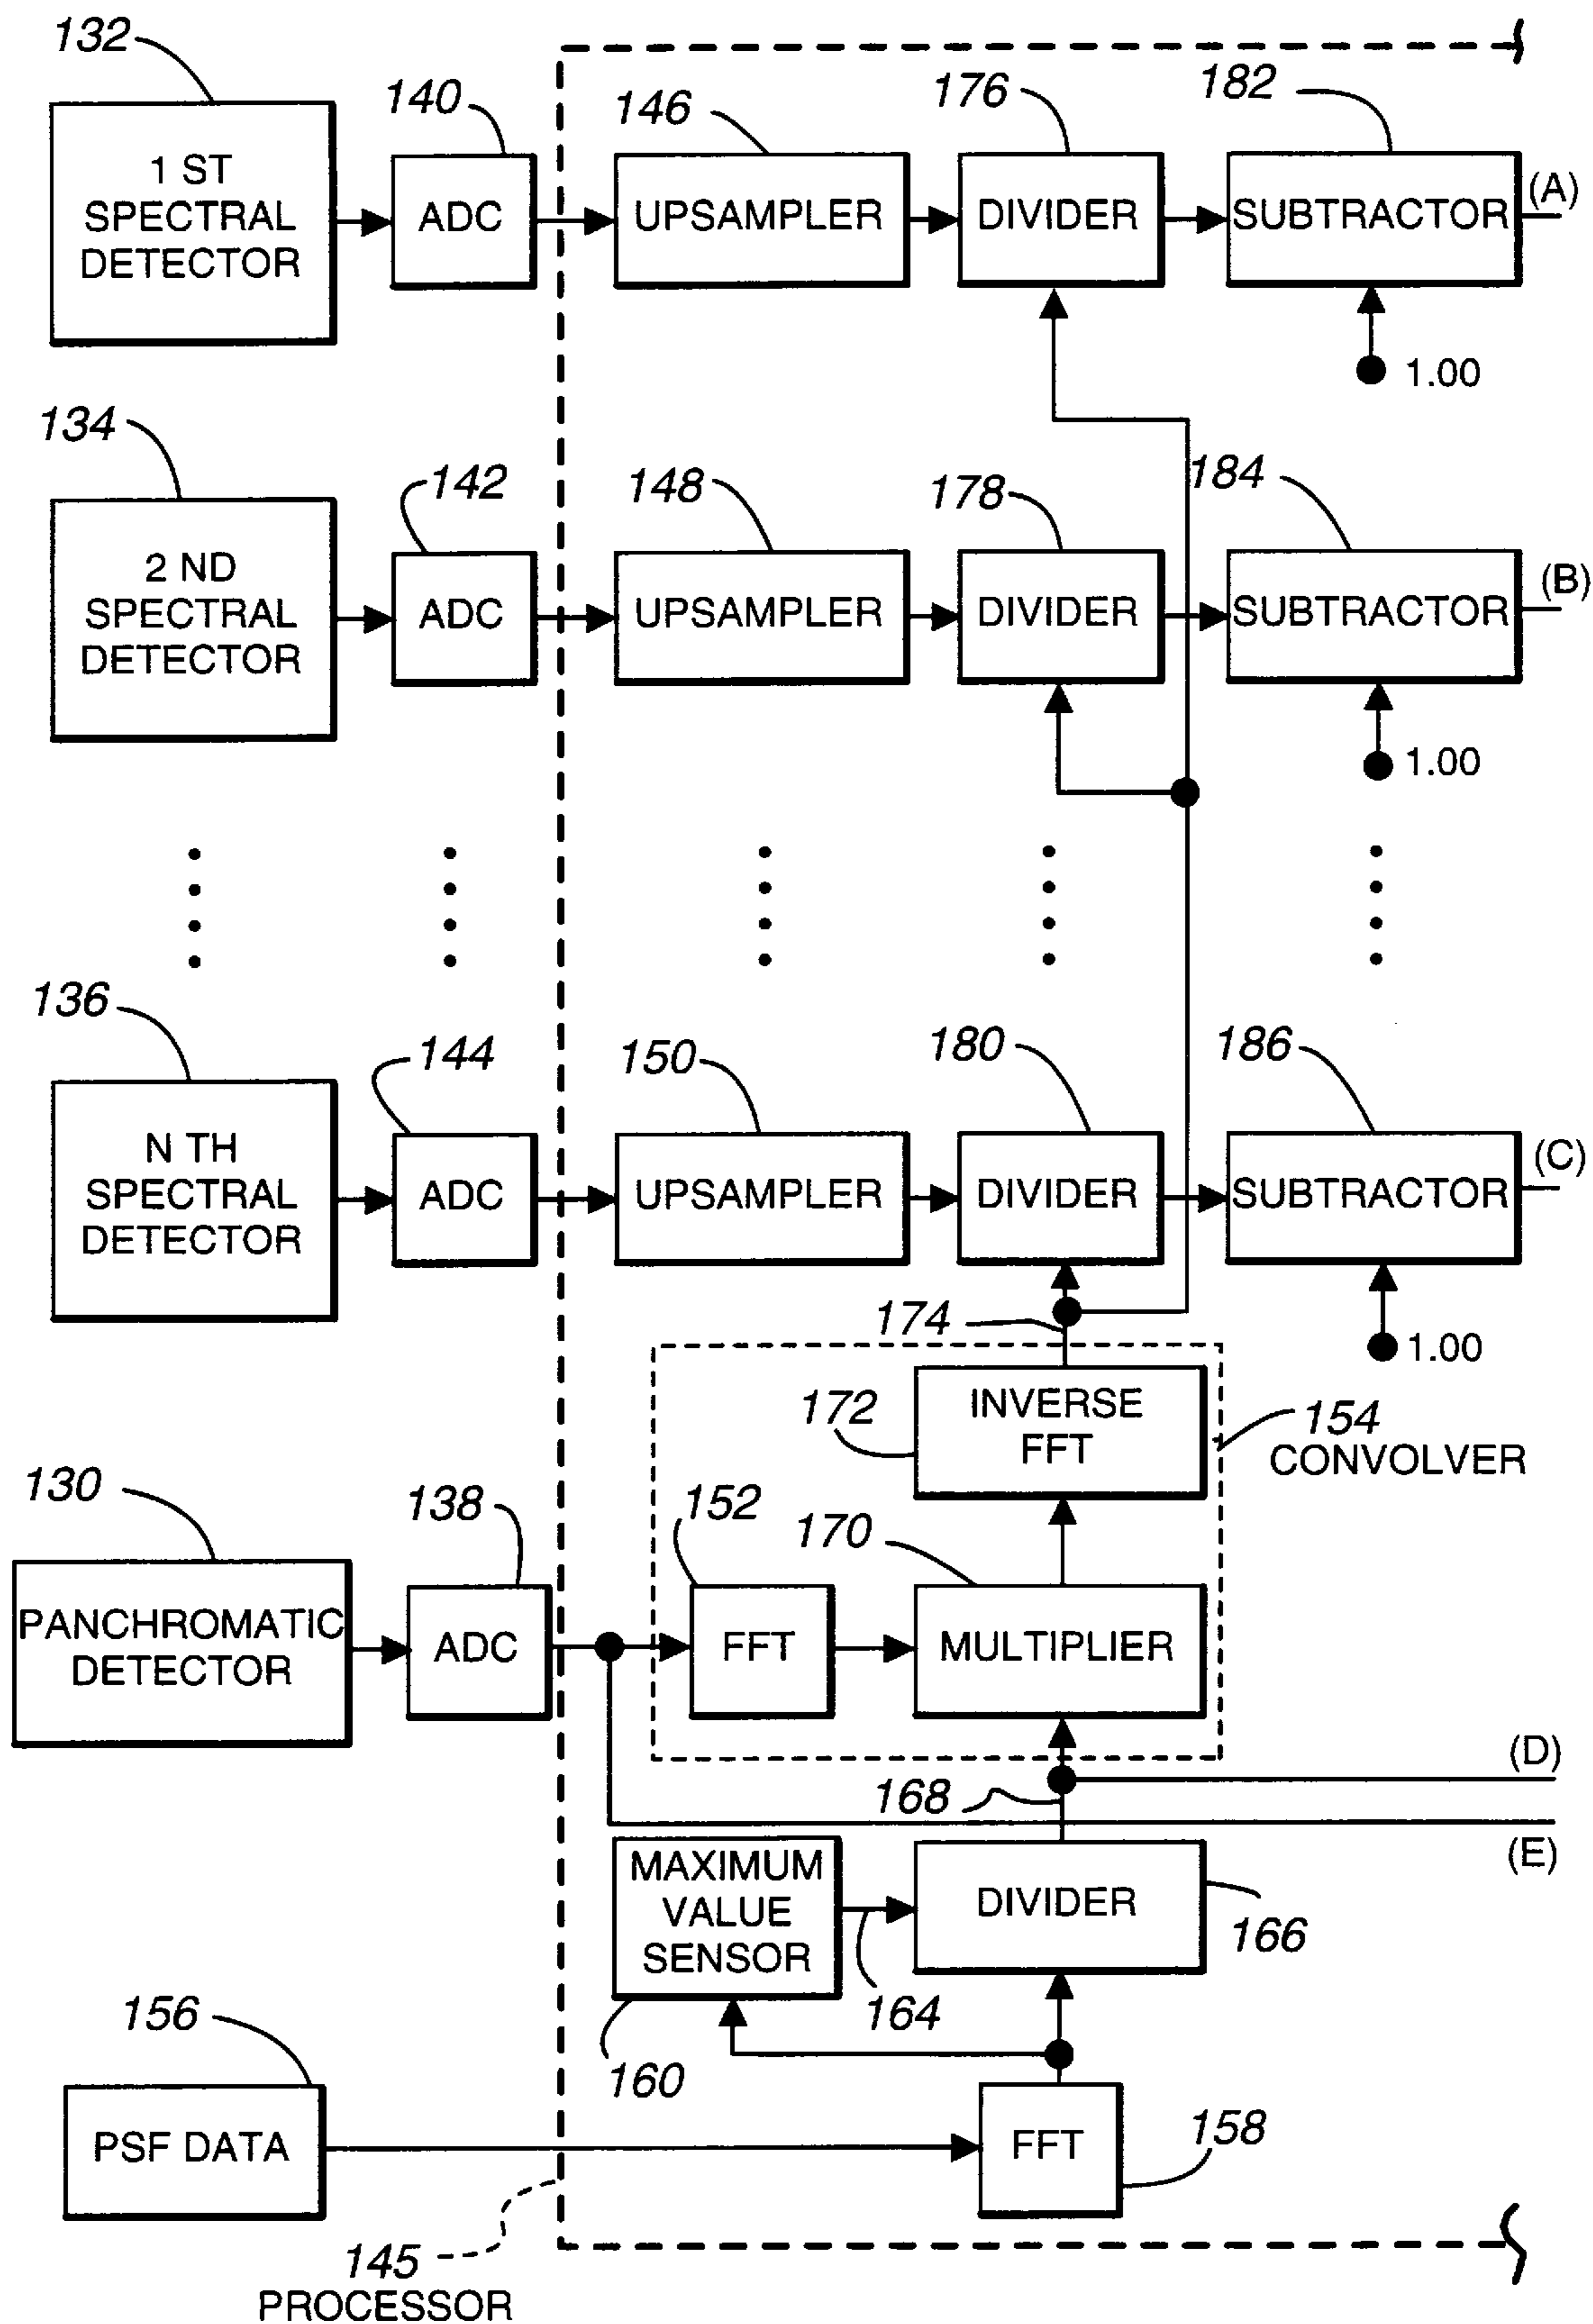 132
140
146
176
182
1 ST
SPECTRAL
DETECTOR
ADC
UPSAMPLER
DIVIDER
SUBTRACTOR
(A)
1.00
134
142
148
178
184
2 ND
SPECTRAL
DETECTOR
ADC
UPSAMPLER
DIVIDER
SUBTRACTOR
(B)
1.00
136
144
150
180
186
N TH
SPECTRAL
DETECTOR
ADC
UPSAMPLER
DIVIDER
SUBTRACTOR
(C)
174
1.00
172
INVERSE
FFT
154
CONVOLVER
130
138
152
170
PANCHROMATIC
DETECTOR
ADC
FFT
MULTIPLIER
(D)
168
(E)
MAXIMUM
VALUE
SENSOR
DIVIDER
166
164
156
160
PSF DATA
FFT
158
145
PROCESSOR